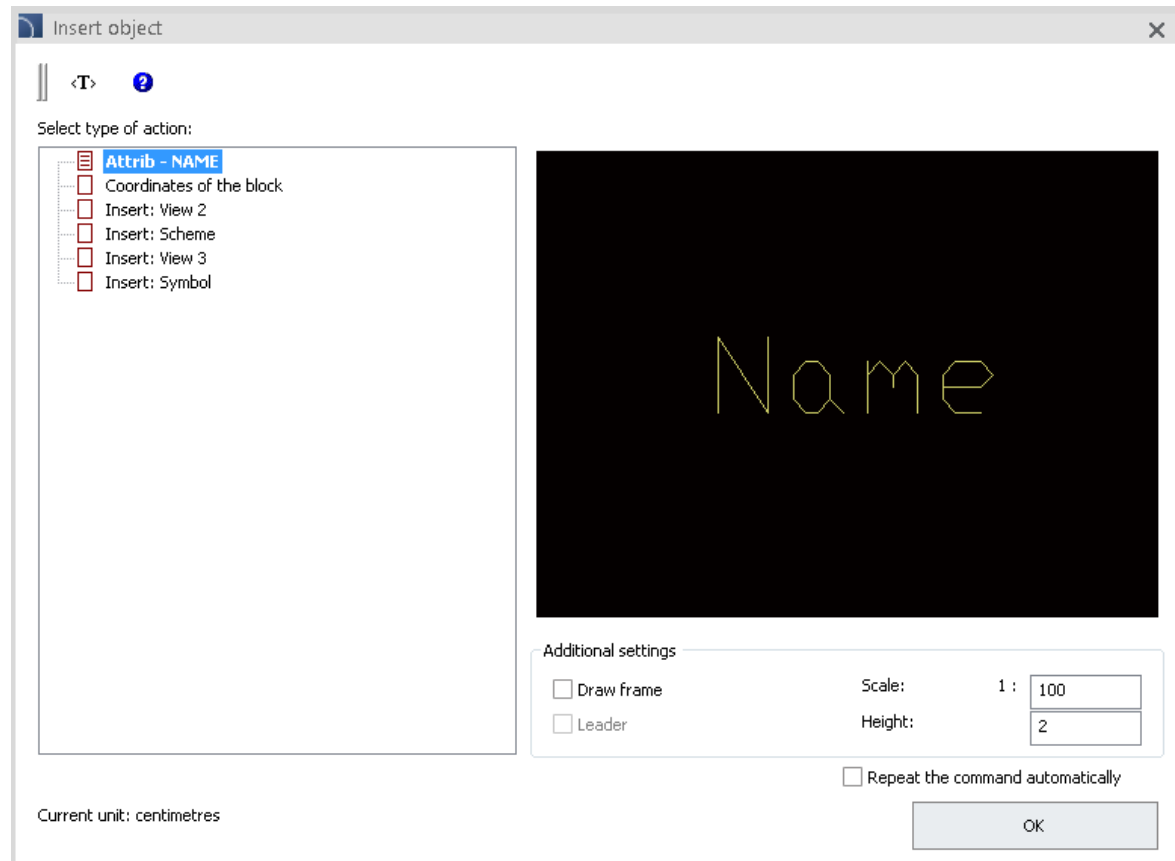 Insert object
<T>
?
Select type of action:
Attrib - NAME
Coordinates of the block
Insert: View 2
Insert: Scheme
Insert: View 3
Insert: Symbol
Name
Additional settings
Draw frame
Scale: 1 : 100
Leader
Height: 2
Repeat the command automatically
Current unit: centimetres
OK